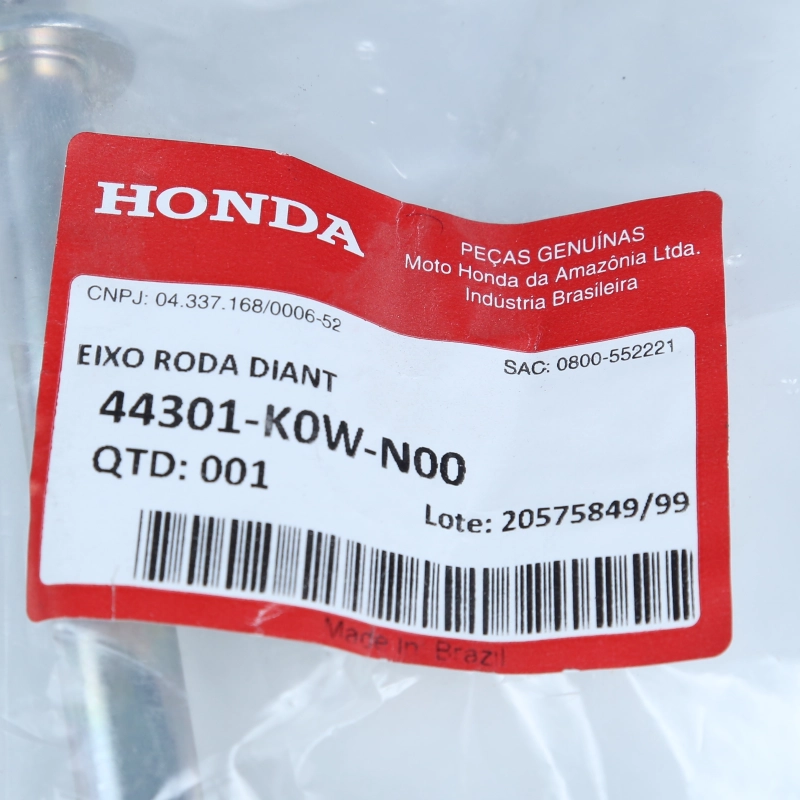 HONDA
PEÇAS GENUÍNAS
Moto Honda da Amazônia Ltda.
Indústria Brasileira
CNPJ: 04.337.168/0006-52
SAC: 0800-552221
EIXO RODA DIANT
44301-K0W-N00
QTD: 001
Lote: 20575849/99
Made in Brazil